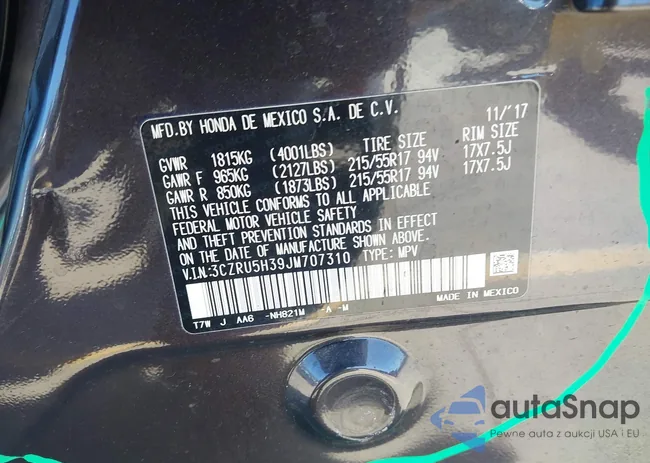 MFD.BY HONDA DE MEXICO S.A. DE C.V. 11/'17
GVWR 1815KG (4001LBS) TIRE SIZE RIM SIZE
GAWR F 965KG (2127LBS) 215/55R17 94V 17X7.5J
GAWR R 850KG (1873LBS) 215/55R17 94V 17X7.5J
THIS VEHICLE CONFORMS TO ALL APPLICABLE
FEDERAL MOTOR VEHICLE SAFETY
AND THEFT PREVENTION STANDARDS IN EFFECT
ON THE DATE OF MANUFACTURE SHOWN ABOVE.
V.I.N:3CZRU5H39JM707310 TYPE: MPV
T7W J AA6 -NH821M -A -M MADE IN MEXICO
autoSnap
Pewne auta z aukcji USA i EU